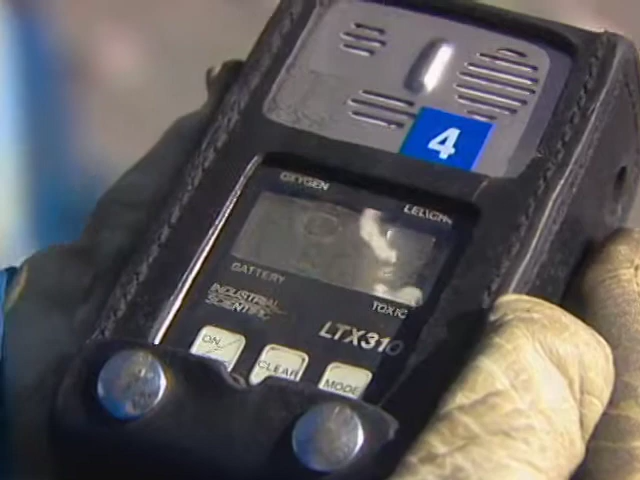 4
OXYGEN
LEL\CH4
BATTERY
TOXIC
INDUSTRIAL
SCIENTIFIC
LTX310
ON
CLEAR
MODE